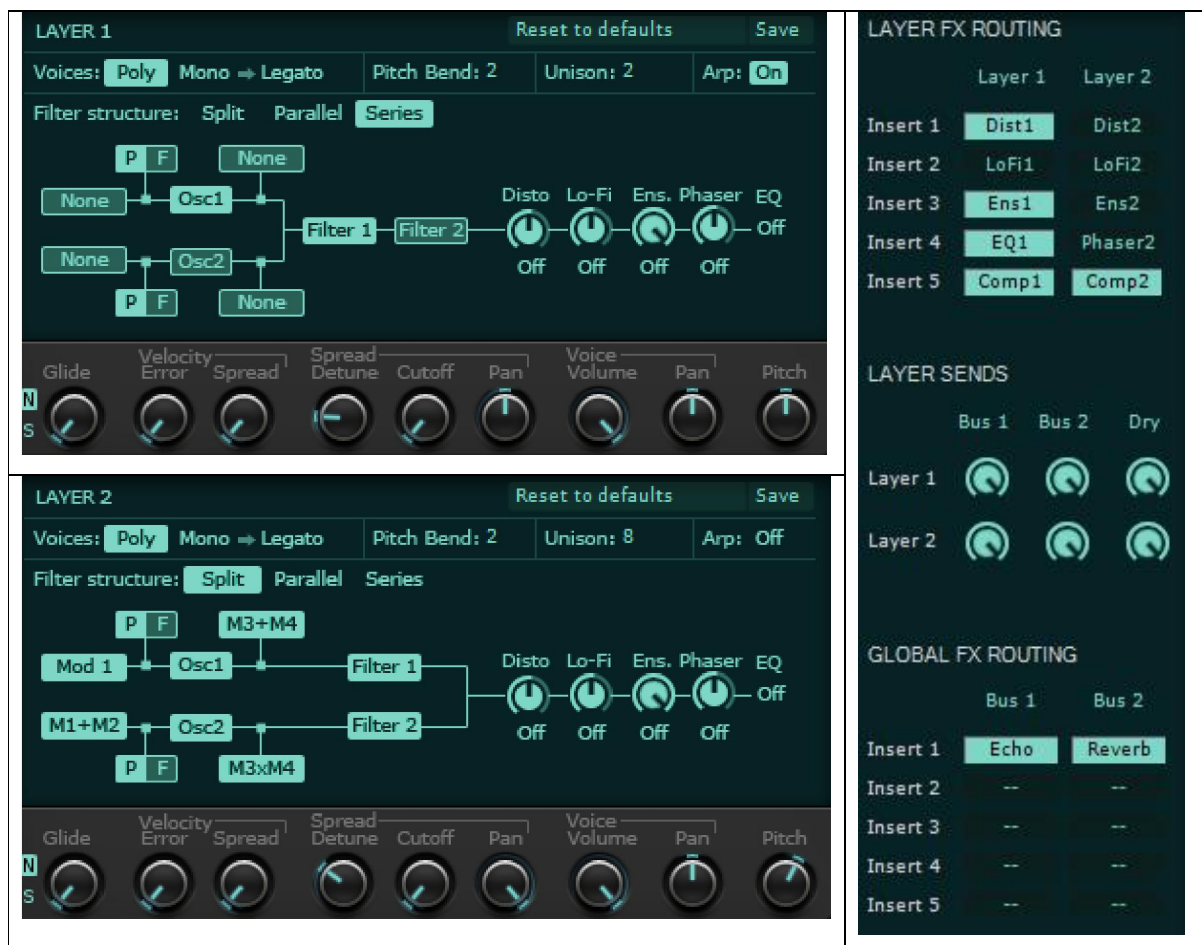 LAYER 1 Reset to defaults Save
Voices: Poly Mono ⇒ Legato Pitch Bend: 2 Unison: 2 Arp: On
Filter structure: Split Parallel Series
P F None
None Osc1 Disto Lo-Fi Ens. Phaser EQ
Filter 1 Filter 2 Off
None Osc2 Off Off Off Off
P F None
Velocity Spread Voice
Glide Error Spread Detune Cutoff Pan Volume Pan Pitch
N
S
LAYER 2 Reset to defaults Save
Voices: Poly Mono ⇒ Legato Pitch Bend: 2 Unison: 8 Arp: Off
Filter structure: Split Parallel Series
P F M3+M4
Mod 1 Osc1 Filter 1 Disto Lo-Fi Ens. Phaser EQ
Off
M1+M2 Osc2 Filter 2 Off Off Off Off
P F M3xM4
Velocity Spread Voice
Glide Error Spread Detune Cutoff Pan Volume Pan Pitch
N
S
LAYER FX ROUTING
Layer 1 Layer 2
Insert 1 Dist1 Dist2
Insert 2 LoFi1 LoFi2
Insert 3 Ens1 Ens2
Insert 4 EQ1 Phaser2
Insert 5 Comp1 Comp2
LAYER SENDS
Bus 1 Bus 2 Dry
Layer 1
Layer 2
GLOBAL FX ROUTING
Bus 1 Bus 2
Insert 1 Echo Reverb
Insert 2 -- --
Insert 3 -- --
Insert 4 -- --
Insert 5 -- --